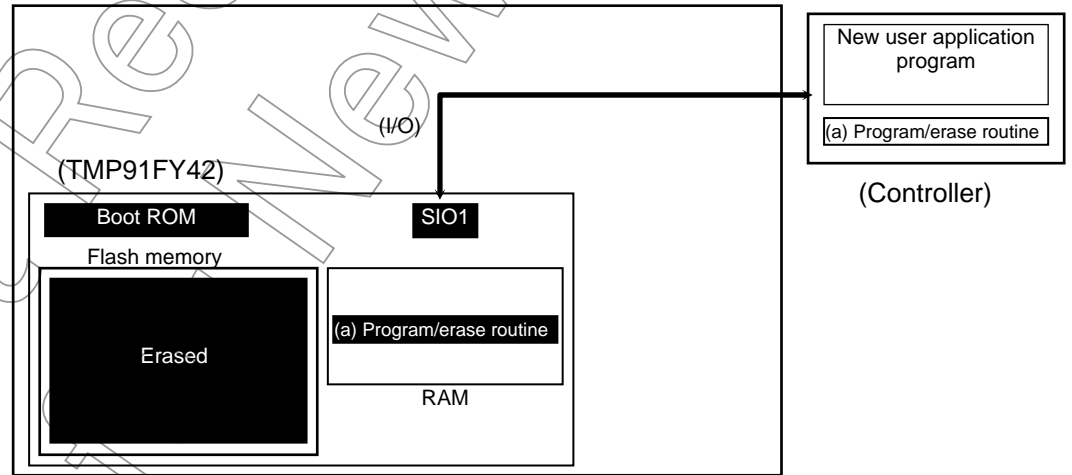 New user application
program
(a) Program/erase routine
(Controller)
(I/O)
(TMP91FY42)
Boot ROM
SIO1
Flash memory
Erased
(a) Program/erase routine
RAM